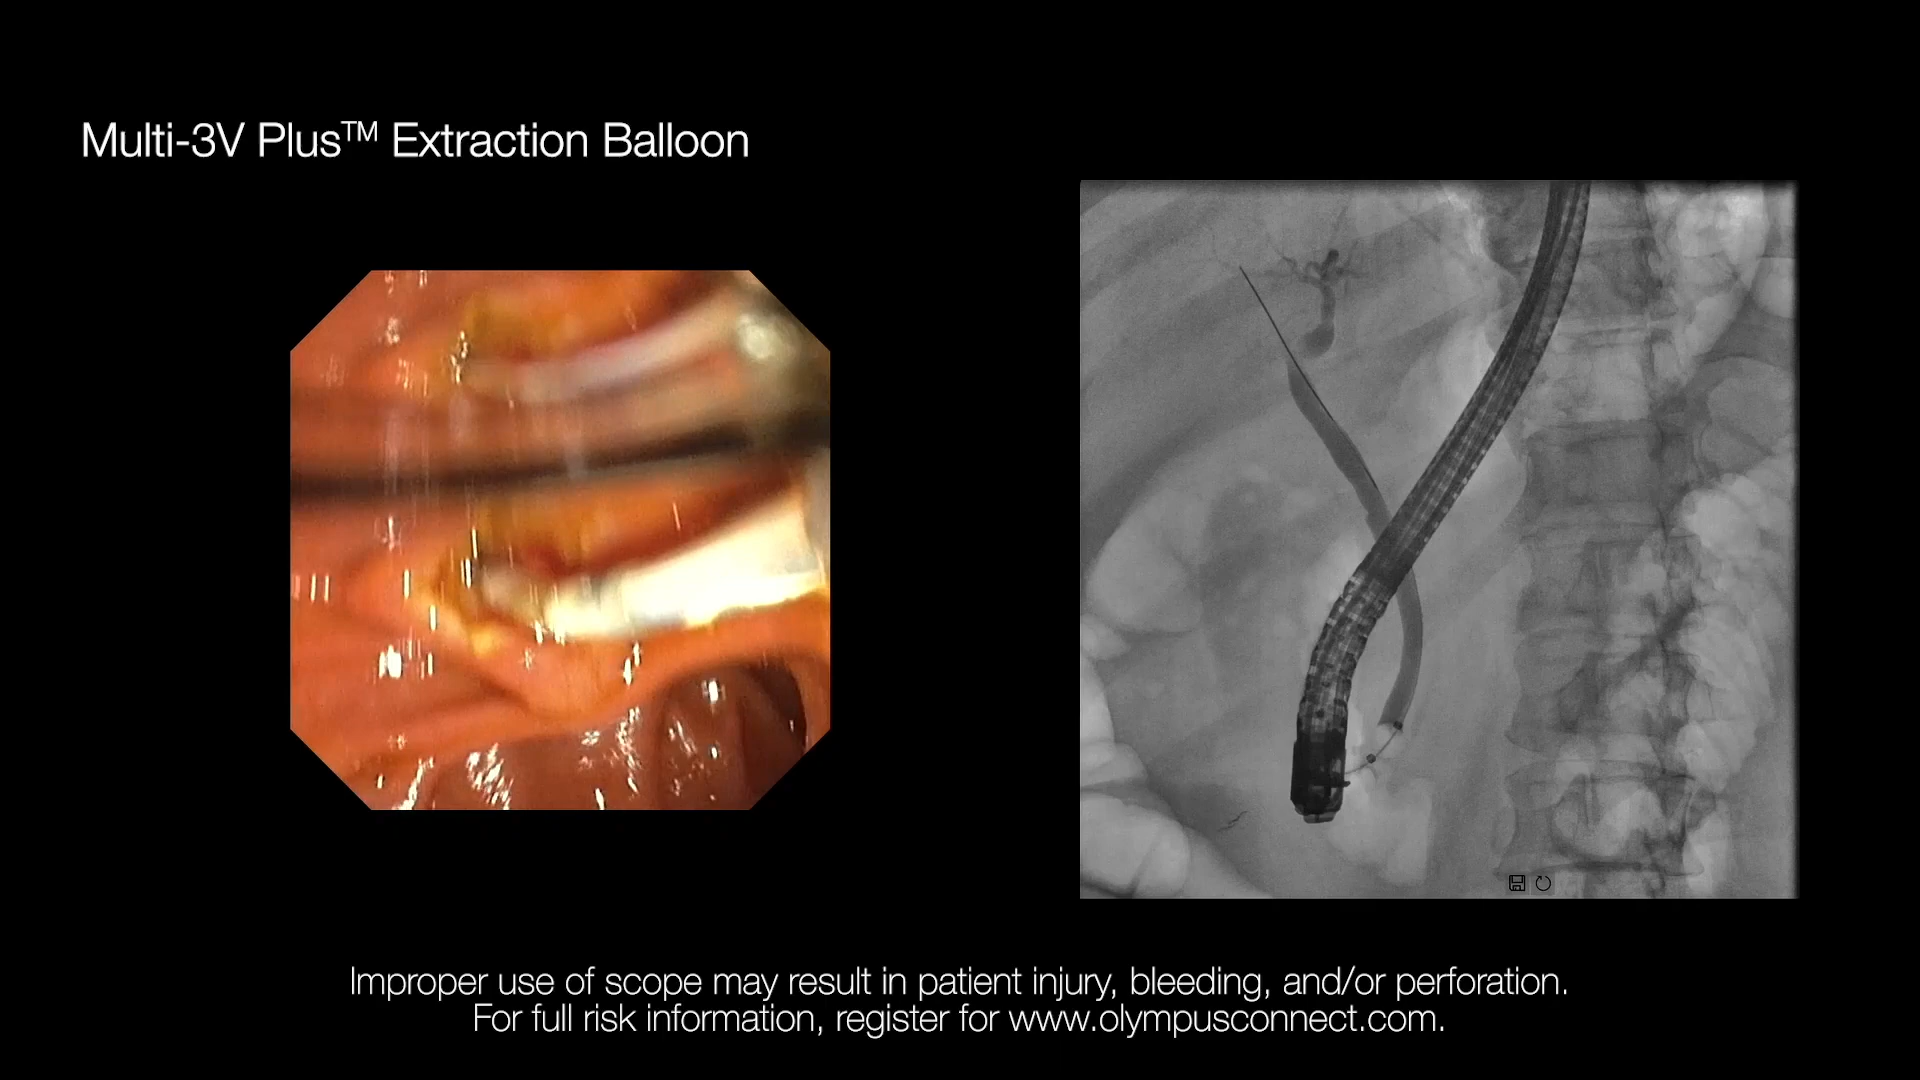 Multi-3V Plus™ Extraction Balloon
Improper use of scope may result in patient injury, bleeding, and/or perforation.
For full risk information, register for www.olympusconnect.com.